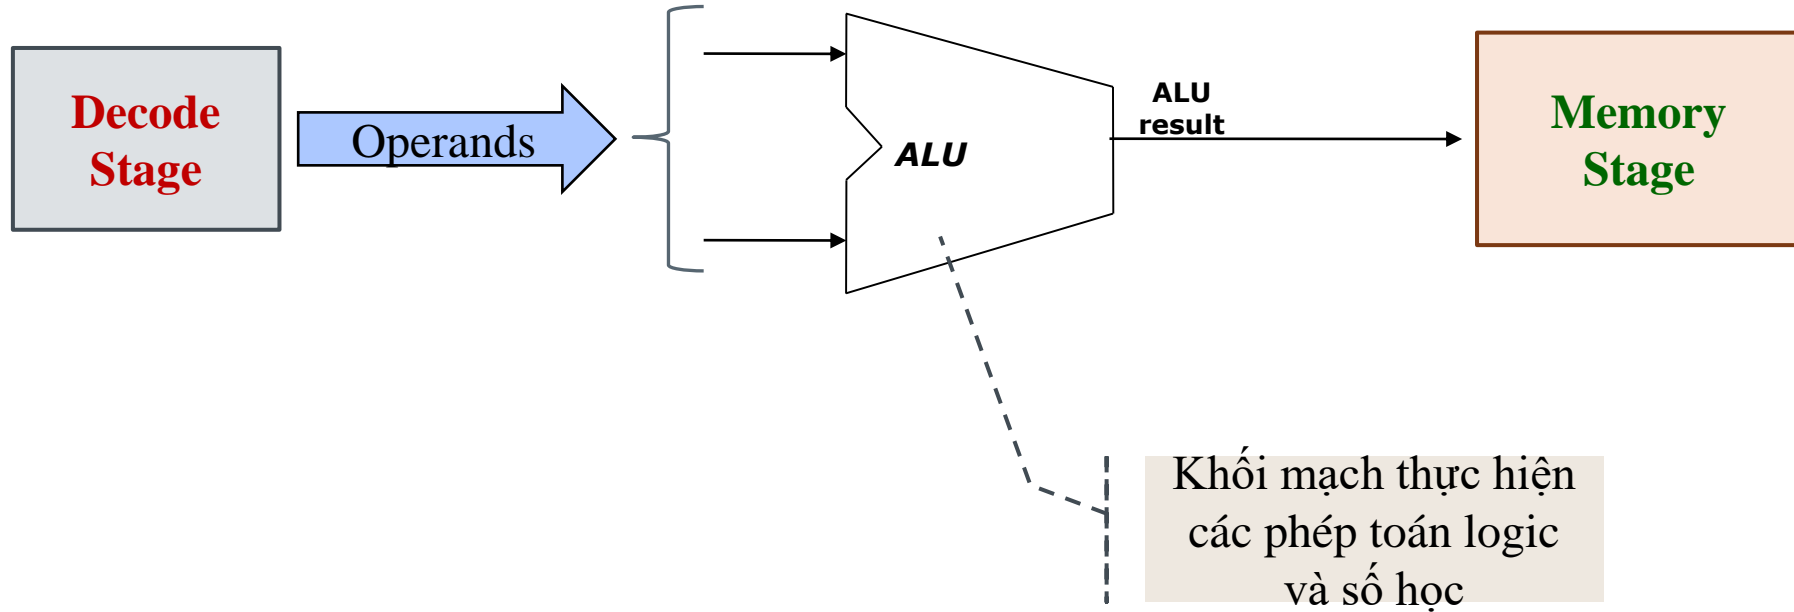 Decode
Stage
Operands
ALU
ALU
result
Memory
Stage
Khối mạch thực hiện
các phép toán logic
và số học